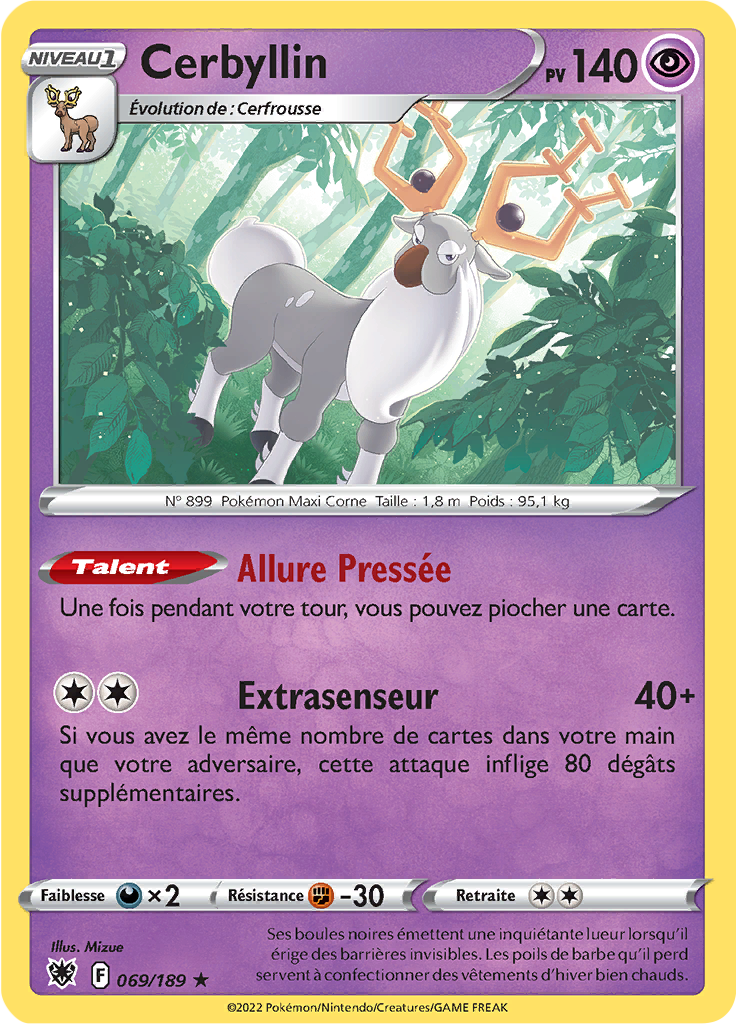 NIVEAU 1
Cerbyllin
PV 140
Évolution de : Cerfrousse
N° 899 Pokémon Maxi Corne Taille : 1,8 m Poids : 95,1 kg
Talent Allure Pressée
Une fois pendant votre tour, vous pouvez piocher une carte.
Extrasenseur 40+
Si vous avez le même nombre de cartes dans votre main
que votre adversaire, cette attaque inflige 80 dégâts
supplémentaires.
Faiblesse ×2 Résistance -30 Retraite
Illus. Mizue
Ses boules noires émettent une inquiétante lueur lorsqu'il
érige des barrières invisibles. Les poils de barbe qu'il perd
servent à confectionner des vêtements d'hiver bien chauds.
F 069/189 ★
©2022 Pokémon/Nintendo/Creatures/GAME FREAK